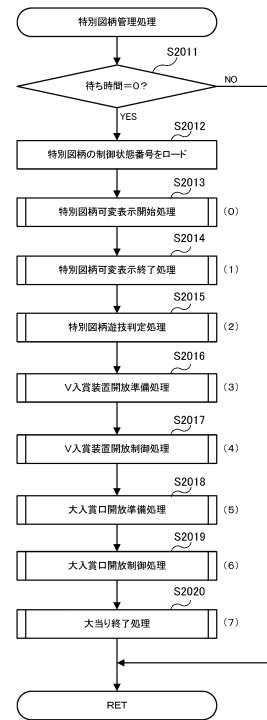 特別図柄管理処理
S2011
待ち時間＝0？
NO
YES
S2012
特別図柄の制御状態番号をロード
S2013
特別図柄可変表示開始処理
(0)
S2014
特別図柄可変表示終了処理
(1)
S2015
特別図柄遊技判定処理
(2)
S2016
V入賞装置開放準備処理
(3)
S2017
V入賞装置開放制御処理
(4)
S2018
大入賞口開放準備処理
(5)
S2019
大入賞口開放制御処理
(6)
S2020
大当り終了処理
(7)
RET